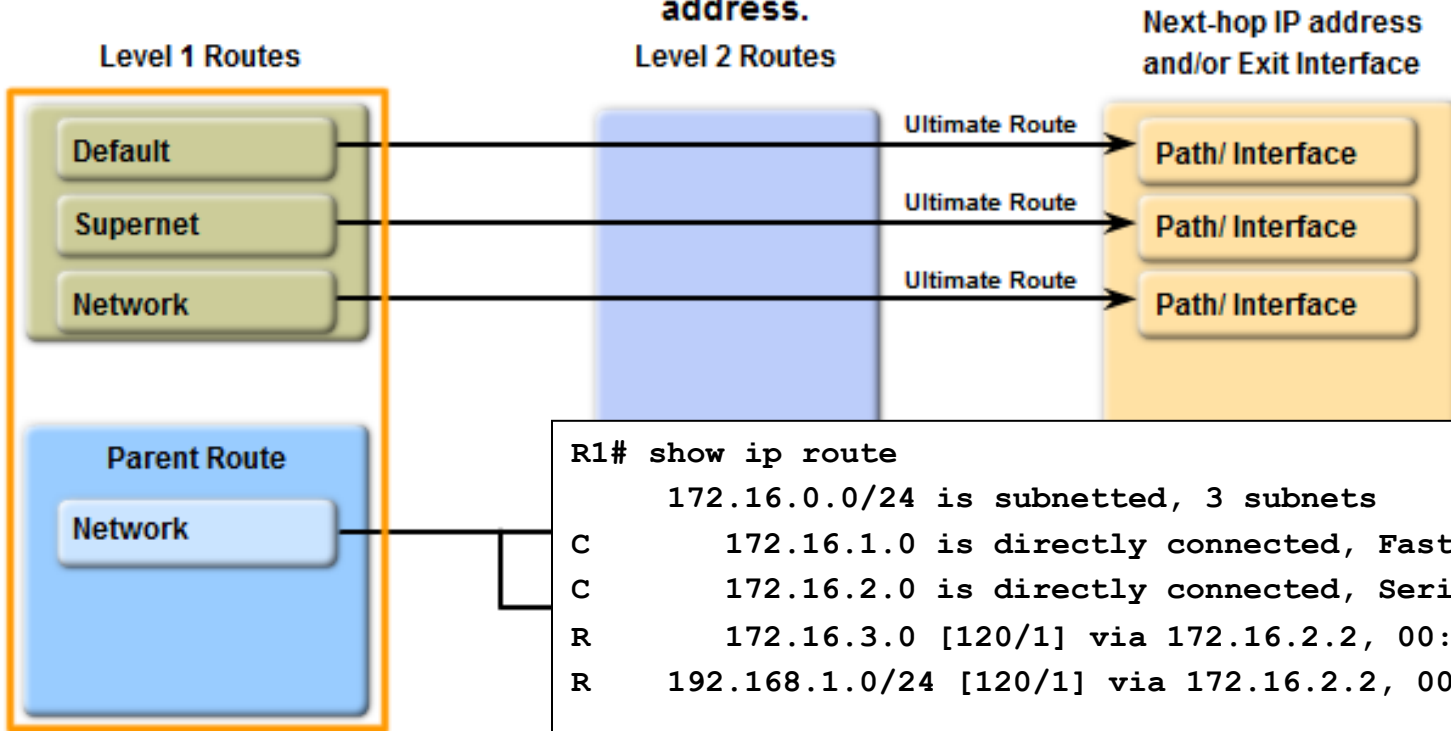 address.
Level 1 Routes
Level 2 Routes
Next-hop IP address
and/or Exit Interface
Default
Ultimate Route
Path/ Interface
Supernet
Ultimate Route
Path/ Interface
Network
Ultimate Route
Path/ Interface
Parent Route
Network
R1# show ip route
172.16.0.0/24 is subnetted, 3 subnets
C 172.16.1.0 is directly connected, Fast
C 172.16.2.0 is directly connected, Seri
R 172.16.3.0 [120/1] via 172.16.2.2, 00:
R 192.168.1.0/24 [120/1] via 172.16.2.2, 00